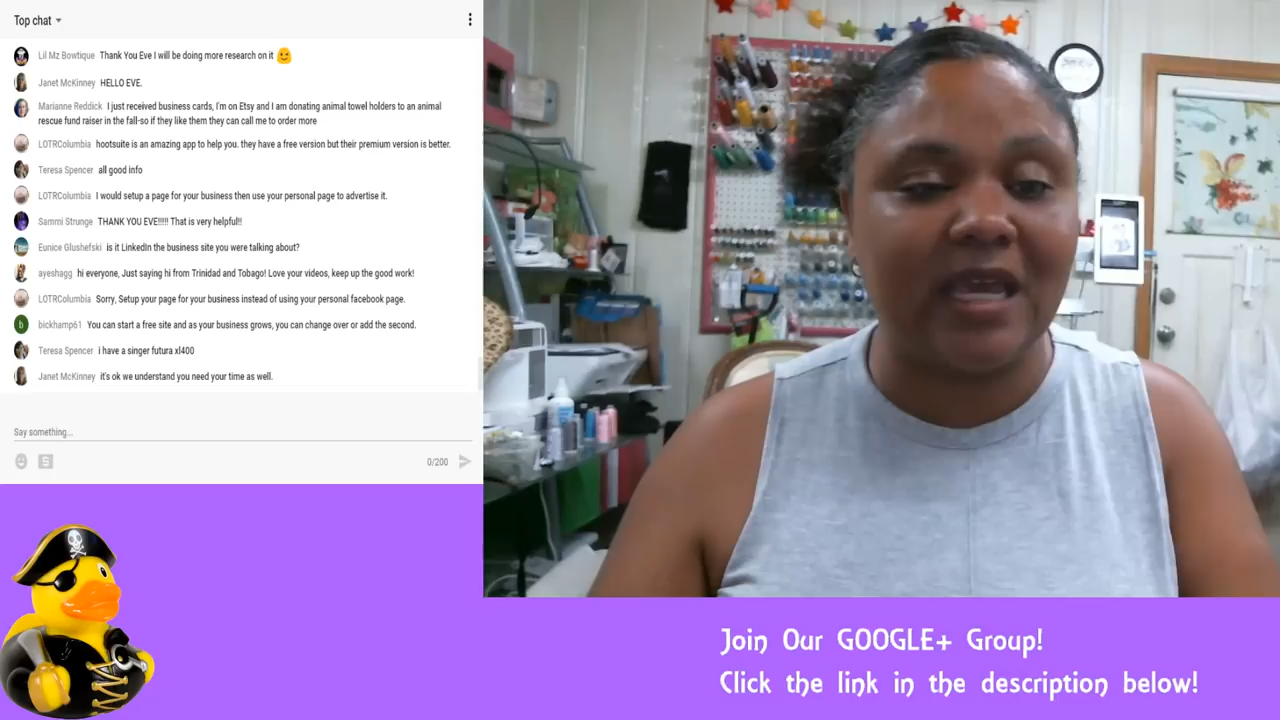 Top chat
Lil Mz Bowtique Thank You Eve I will be doing more research on it
Janet McKinney HELLO EVE.
Marianne Reddick I just received business cards, I'm on Etsy and I am donating animal towel holders to an animal
rescue fund raiser in the fall-so if they like them they can call me to order more
LOTRColumbia hootsuite is an amazing app to help you. they have a free version but their premium version is better.
Teresa Spencer all good info
LOTRColumbia I would setup a page for your business then use your personal page to advertise it.
Sammi Strunge THANK YOU EVE!!!!! That is very helpful!!
Eunice Glushefski is it LinkedIn the business site you were talking about?
ayeshagg hi everyone, Just saying hi from Trinidad and Tobago! Love your videos, keep up the good work!
LOTRColumbia Sorry, Setup your page for your business instead of using your personal facebook page.
b bickhamp61 You can start a free site and as your business grows, you can change over or add the second.
Teresa Spencer i have a singer futura xl400
Janet McKinney it's ok we understand you need your time as well.
Say something...
0/200
Join Our GOOGLE+ Group!
Click the link in the description below!